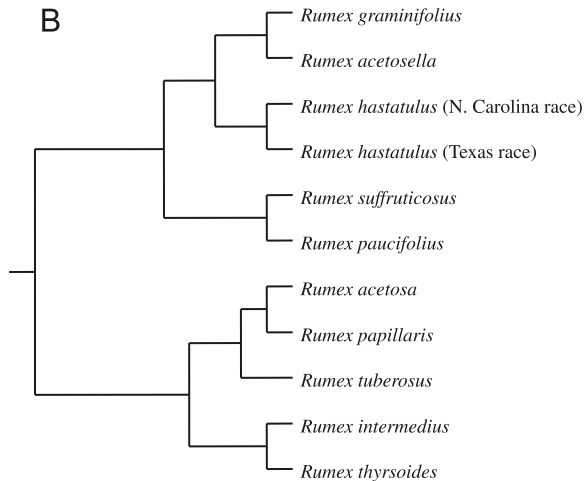 B
Rumex graminifolius
Rumex acetosella
Rumex hastatulus (N. Carolina race)
Rumex hastatulus (Texas race)
Rumex suffruticosus
Rumex paucifolius
Rumex acetosa
Rumex papillaris
Rumex tuberosus
Rumex intermedius
Rumex thyrsoides